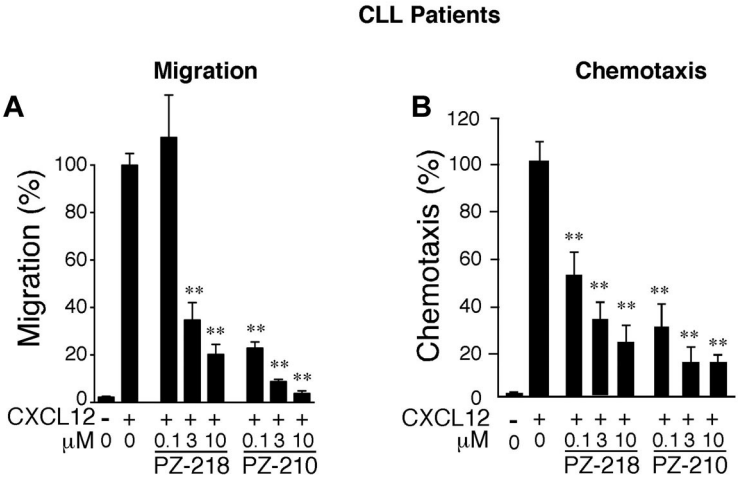 CLL Patients
Migration
Chemotaxis
A
B
Migration (%)
100
80
60
40
20
0
** ** ** ** **
CXCL12 - + + + + + + +
μM 0 0 0.1 3 10 0.1 3 10
PZ-218 PZ-210
Chemotaxis (%)
120
100
80
60
40
20
0
** ** ** ** ** **
CXCL12 - + + + + + + +
μM 0 0 0.1 3 10 0.1 3 10
PZ-218 PZ-210